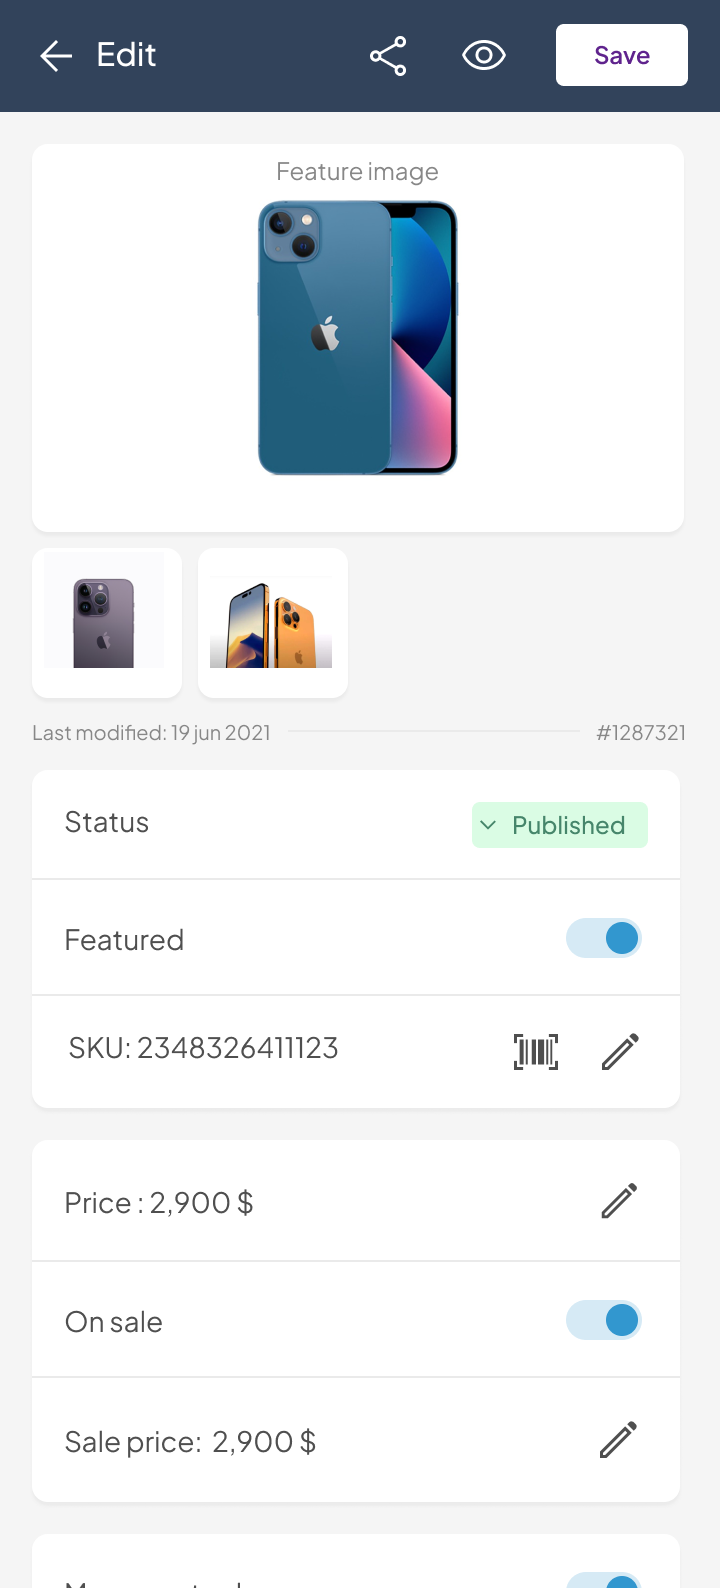 Edit
Save
Feature image
Last modified: 19 jun 2021
#1287321
Status
Published
Featured
SKU: 2348326411123
Price : 2,900 $
On sale
Sale price: 2,900 $